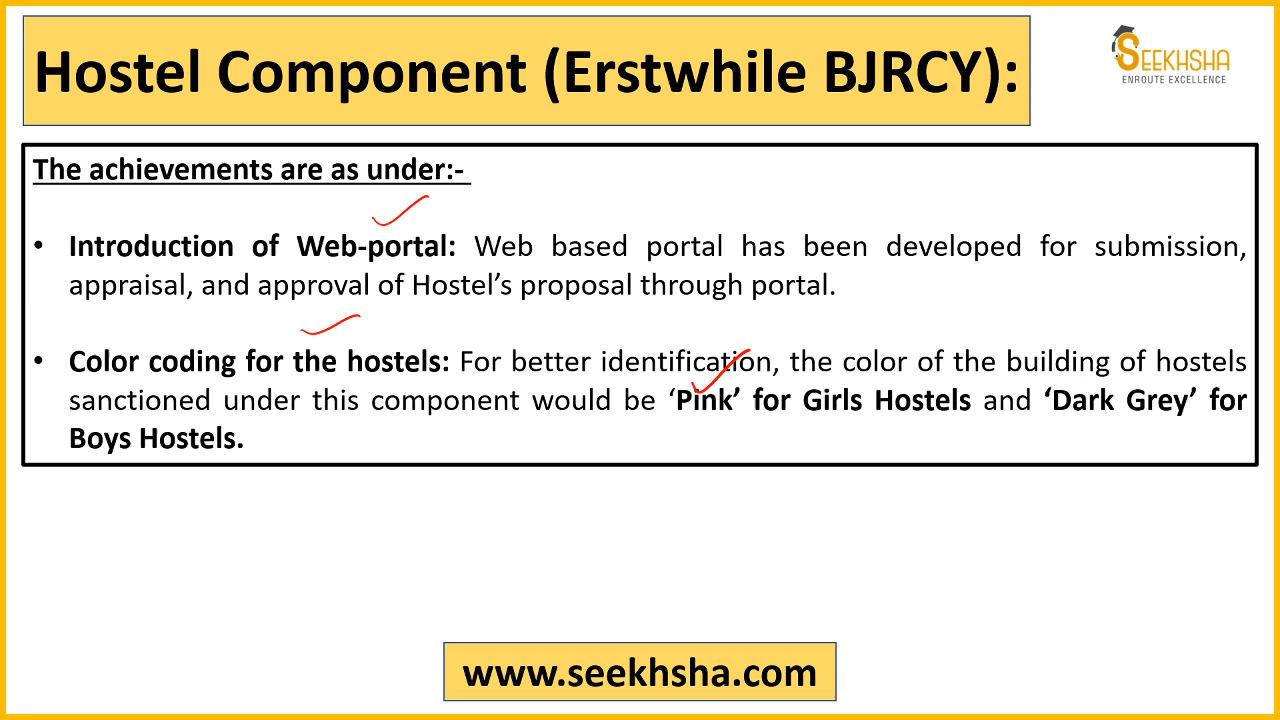 Hostel Component (Erstwhile BJRCY):
SEEKHSHA
ENROUTE EXCELLENCE
The achievements are as under:-
• Introduction of Web-portal: Web based portal has been developed for submission,
appraisal, and approval of Hostel’s proposal through portal.
• Color coding for the hostels: For better identification, the color of the building of hostels
sanctioned under this component would be ‘Pink’ for Girls Hostels and ‘Dark Grey’ for
Boys Hostels.
www.seekhsha.com